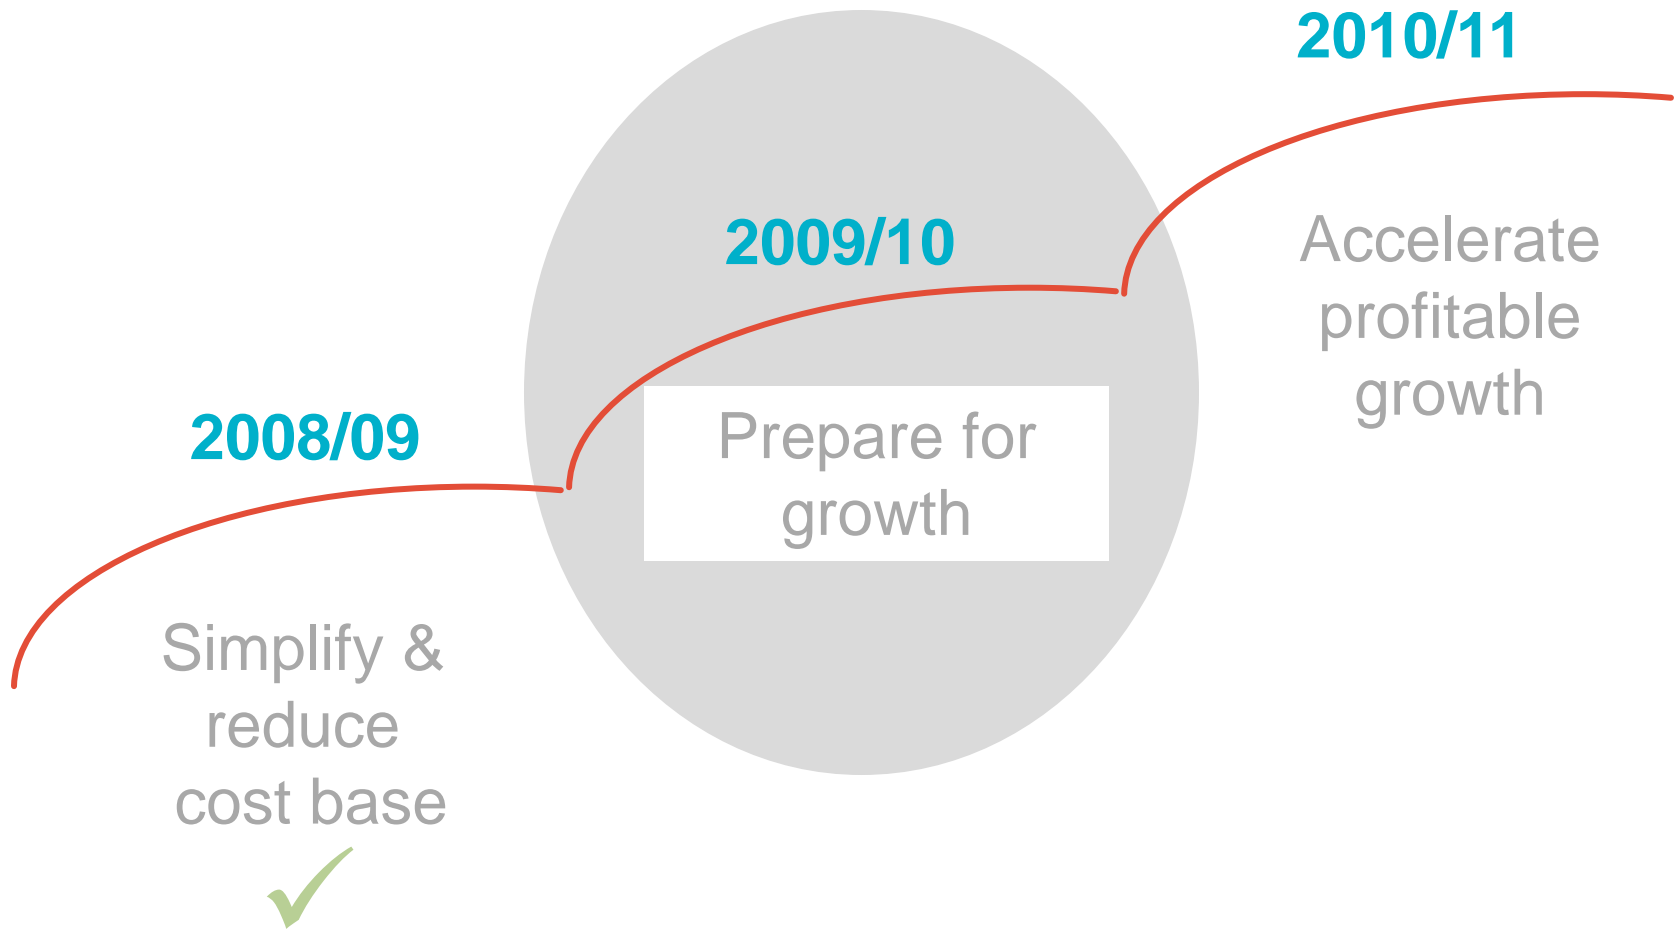 2008/09
Simplify &
reduce
cost base
2009/10
Prepare for
growth
2010/11
Accelerate
profitable
growth